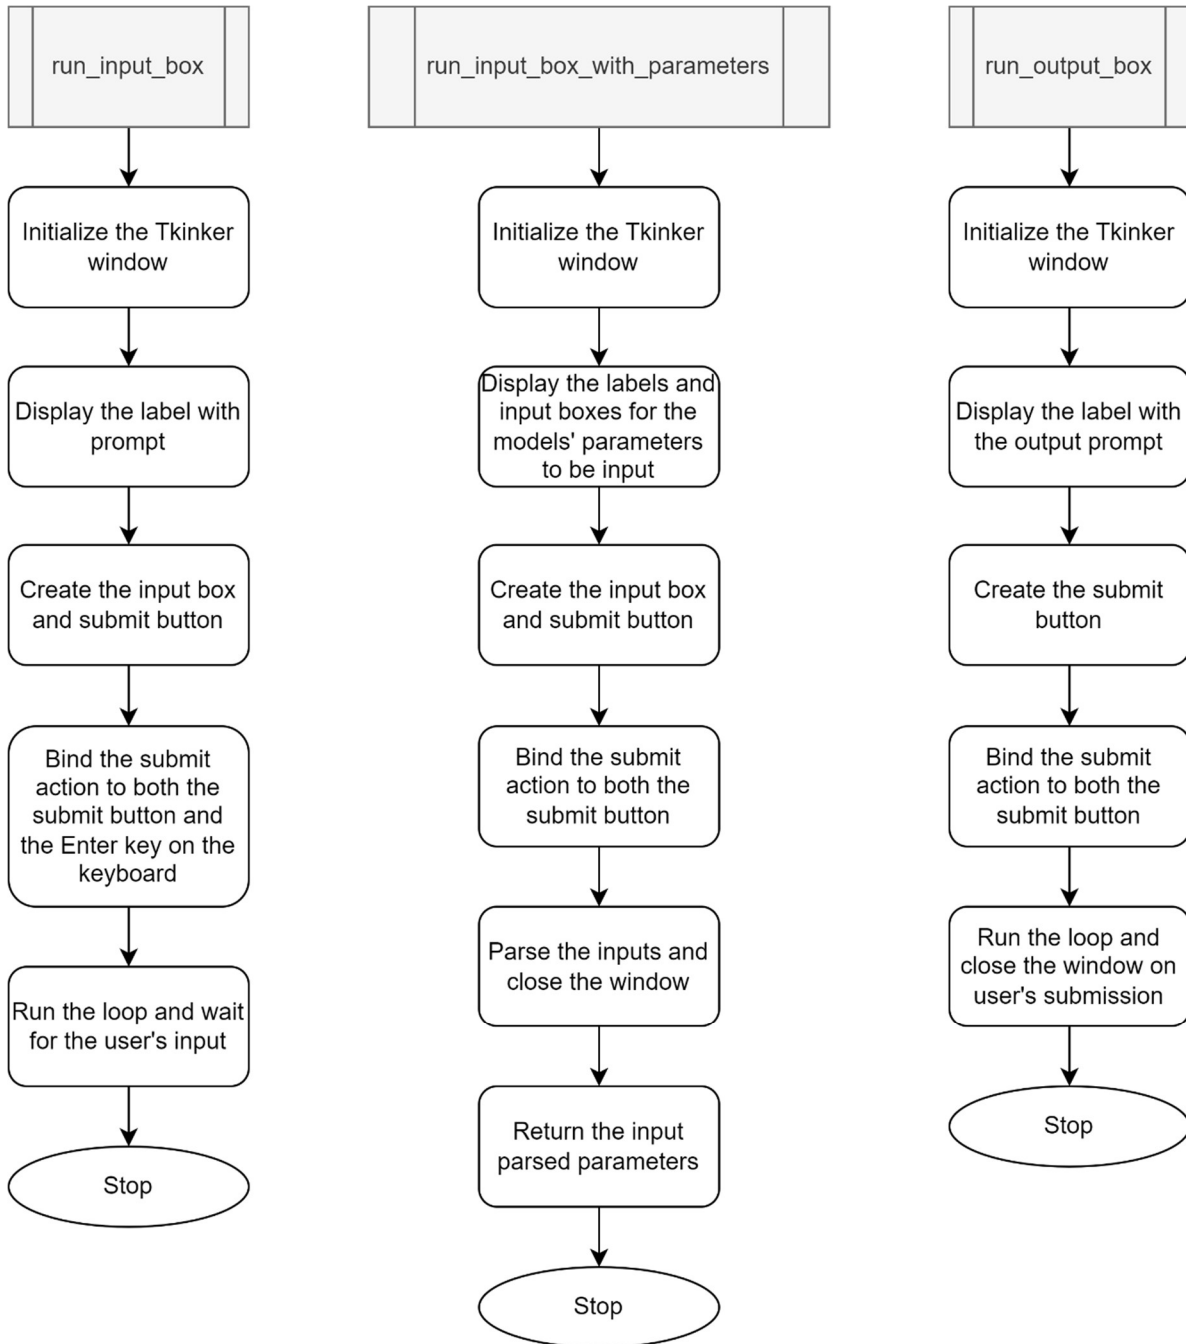 run_input_box
Initialize the Tkinker
window
Display the label with
prompt
Create the input box
and submit button
Bind the submit
action to both the
submit button and
the Enter key on the
keyboard
Run the loop and wait
for the user's input
Stop
run_input_box_with_parameters
Initialize the Tkinker
window
Display the labels and
input boxes for the
models' parameters
to be input
Create the input box
and submit button
Bind the submit
action to both the
submit button
Parse the inputs and
close the window
Return the input
parsed parameters
Stop
run_output_box
Initialize the Tkinker
window
Display the label with
the output prompt
Create the submit
button
Bind the submit
action to both the
submit button
Run the loop and
close the window on
user's submission
Stop